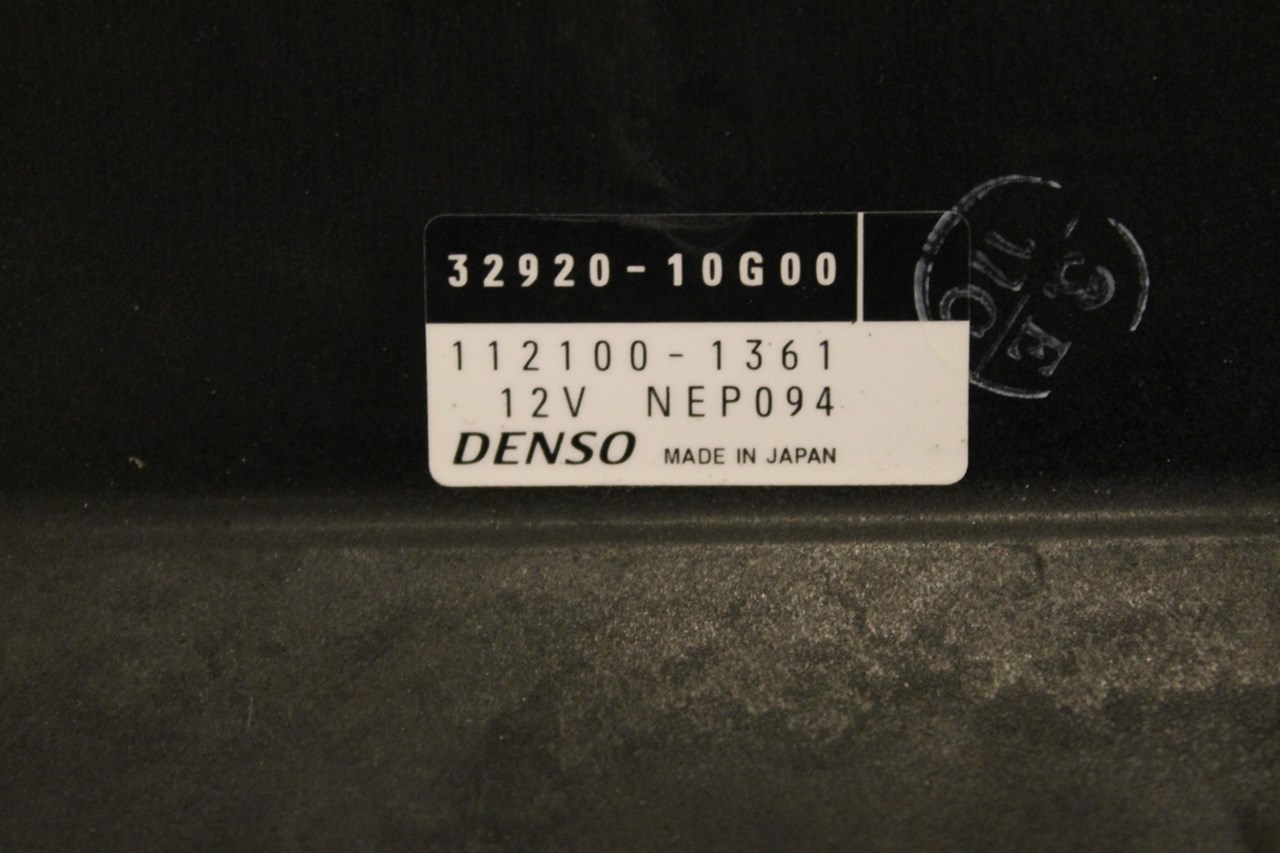 32920-10G00
112100-1361
12V NEP094
DENSO MADE IN JAPAN